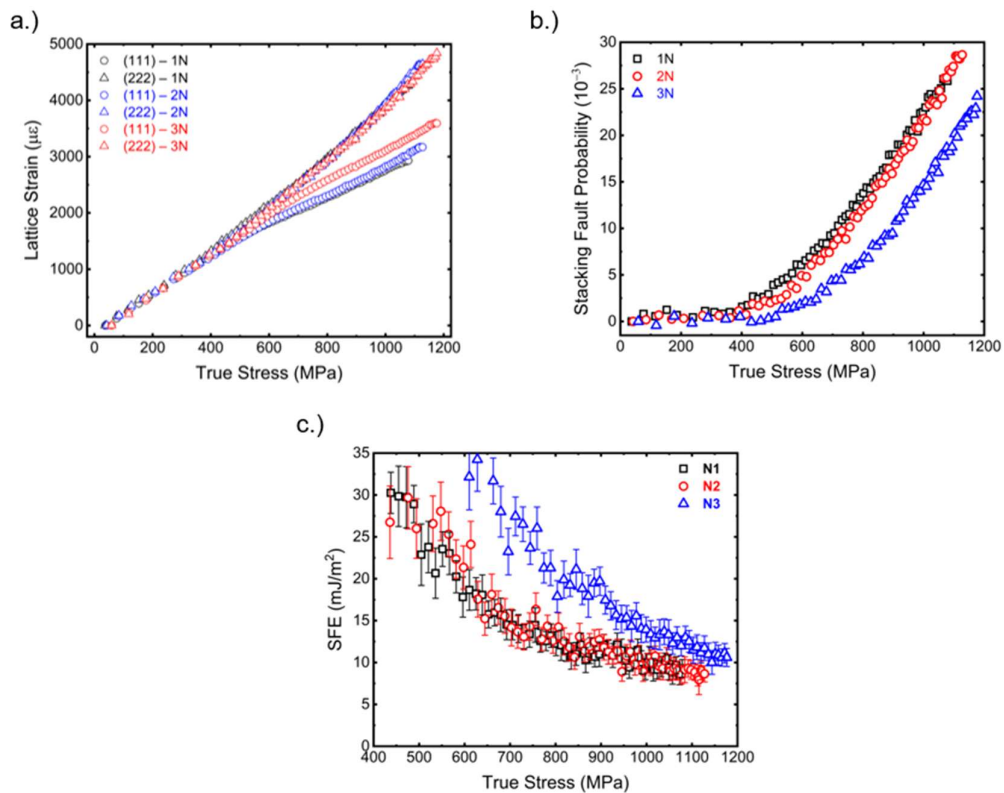 a.)
5000
4000
3000
2000
1000
0
Lattice Strain (με)
(111) – 1N
(222) – 1N
(111) – 2N
(222) – 2N
(111) – 3N
(222) – 3N
0 200 400 600 800 1000 1200
True Stress (MPa)
b.)
30
25
20
15
10
5
0
Stacking Fault Probability (10⁻³)
1N
2N
3N
0 200 400 600 800 1000 1200
True Stress (MPa)
c.)
35
30
25
20
15
10
5
0
SFE (mJ/m²)
N1
N2
N3
400 500 600 700 800 900 1000 1100 1200
True Stress (MPa)